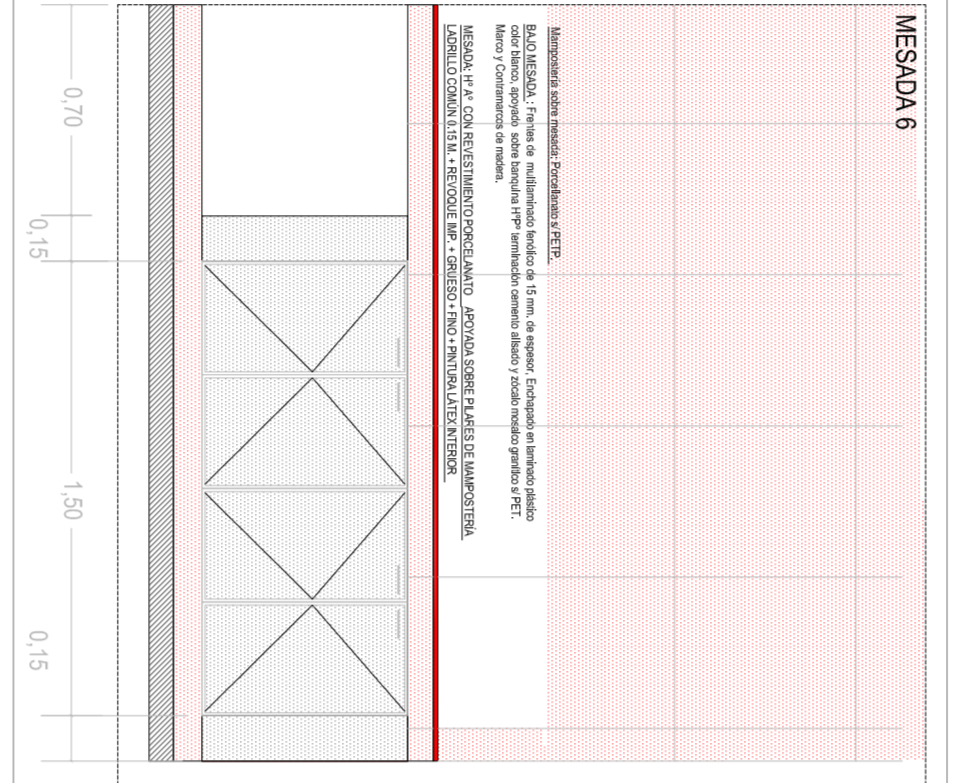 MESADA 6
Mampostería sobre mesada: Porcellanato s/ PETP.
BAJO MESADA : Frentes de multilaminado fenólico de 15 mm. de espesor. Enchapado en laminado plástico
color blanco, apoyado sobre banquina HºPº terminación cemento alisado y zócalo mosaico granítico s/ PET.
Marco y Contramarcos de madera.
MESADA: Hº Aº CON REVESTIMIENTO PORCELANATO APOYADA SOBRE PILARES DE MAMPOSTERÍA
LADRILLO COMÚN 0.15 M. + REVOQUE IMP. + GRUESO + FINO + PINTURA LÁTEX INTERIOR
0,70
0,15
1,50
0,15